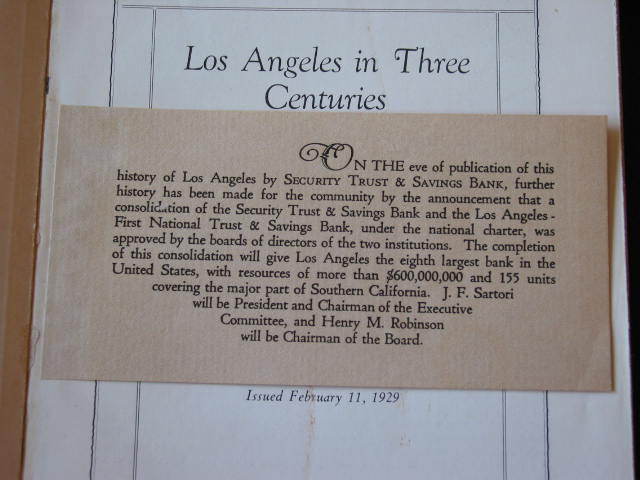 Los Angeles in Three
Centuries
ON THE eve of publication of this
history of Los Angeles by SECURITY TRUST & SAVINGS BANK, further
history has been made for the community by the announcement that a
consolidation of the Security Trust & Savings Bank and the Los Angeles-
First National Trust & Savings Bank, under the national charter, was
approved by the boards of directors of the two institutions. The completion
of this consolidation will give Los Angeles the eighth largest bank in the
United States, with resources of more than $600,000,000 and 155 units
covering the major part of Southern California. J. F. Sartori
will be President and Chairman of the Executive
Committee, and Henry M. Robinson
will be Chairman of the Board.
Issued February 11, 1929